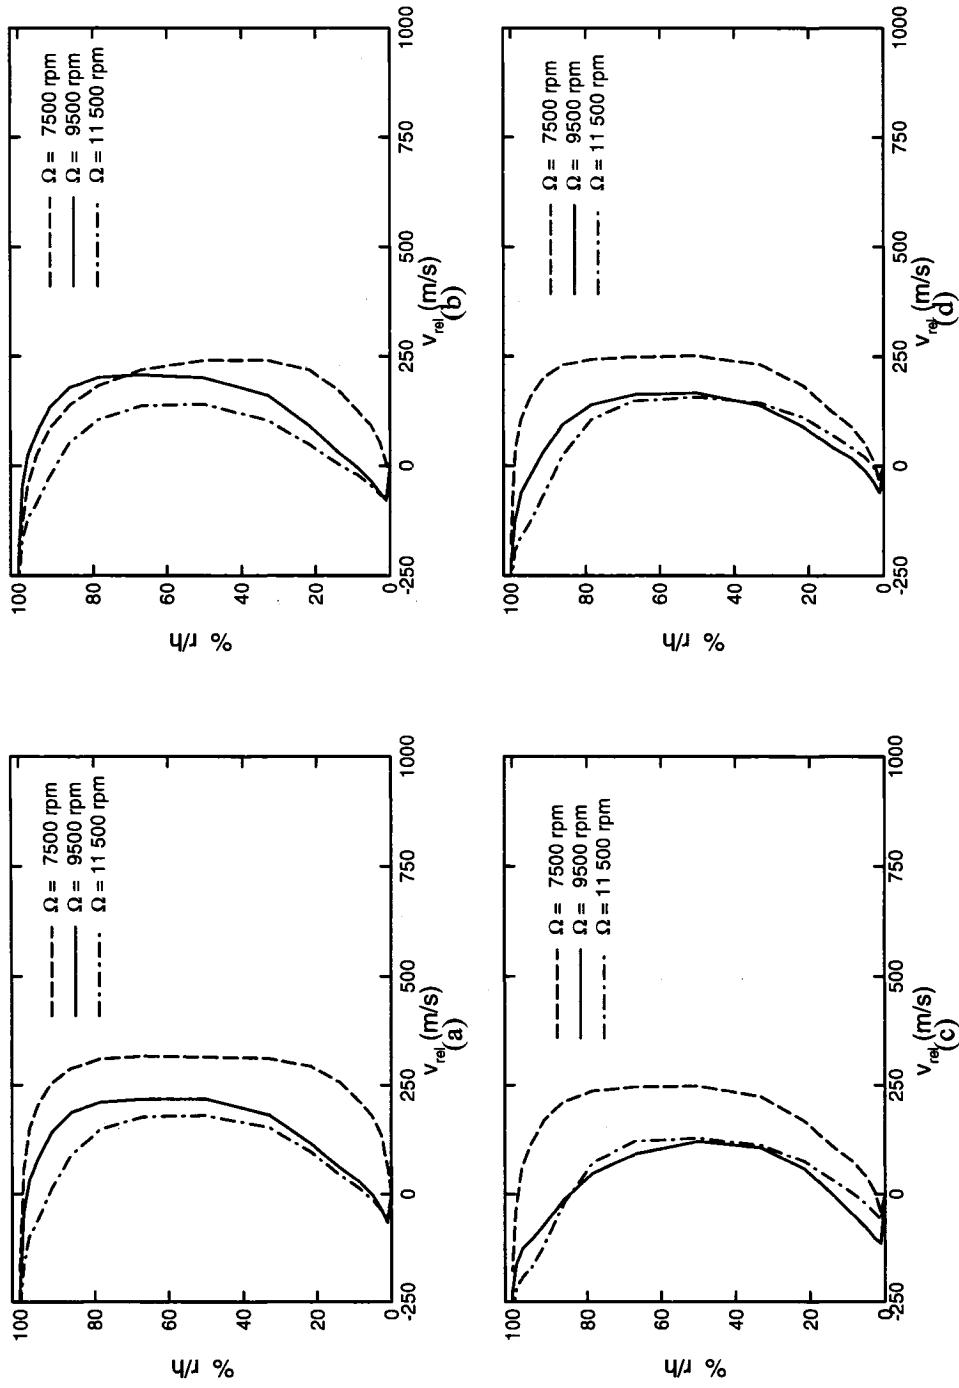 100
80
60
40
20
0
% r/h
Ω = 7500 rpm
Ω = 9500 rpm
Ω = 11 500 rpm
-250 0 250 500 750 1000
vrel (m/s)
(a)
100
80
60
40
20
0
% r/h
Ω = 7500 rpm
Ω = 9500 rpm
Ω = 11 500 rpm
-250 0 250 500 750 1000
vrel (m/s)
(b)
100
80
60
40
20
0
% r/h
Ω = 7500 rpm
Ω = 9500 rpm
Ω = 11 500 rpm
-250 0 250 500 750 1000
vrel (m/s)
(c)
100
80
60
40
20
0
% r/h
Ω = 7500 rpm
Ω = 9500 rpm
Ω = 11 500 rpm
-250 0 250 500 750 1000
vrel (m/s)
(d)